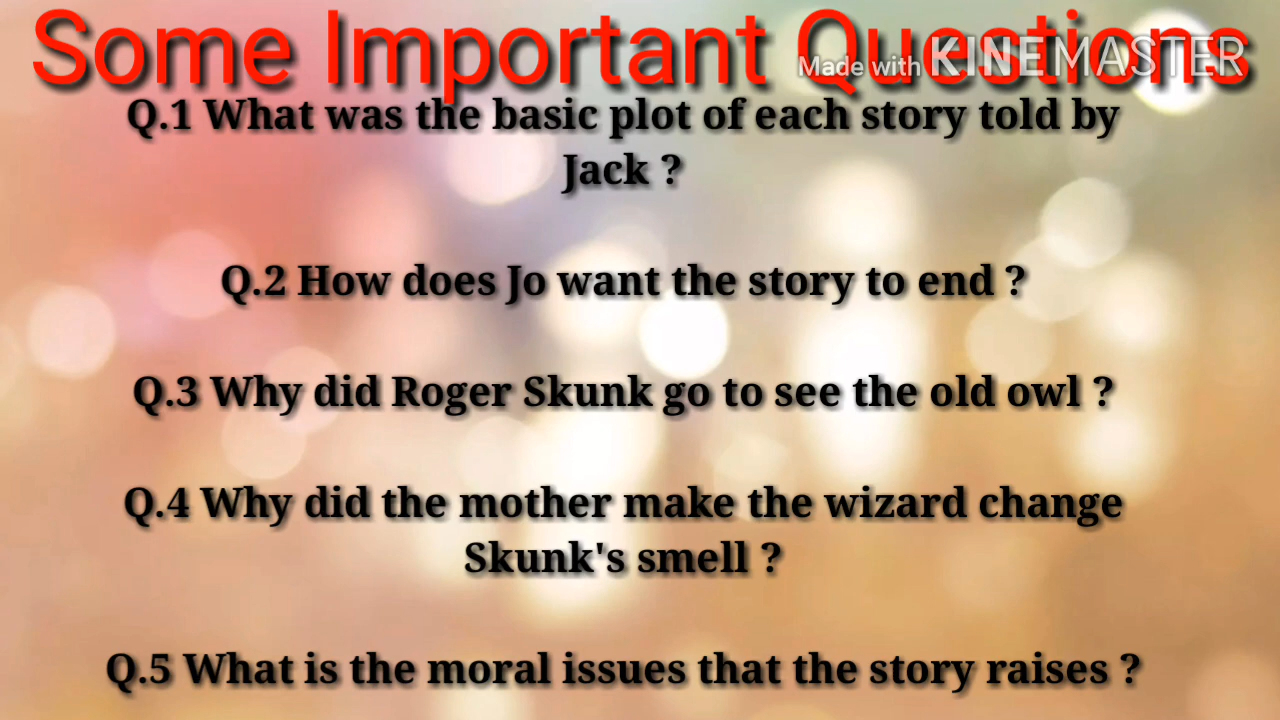 Some Important Questions
Made with KINEMASTER
Q.1 What was the basic plot of each story told by
Jack ?
Q.2 How does Jo want the story to end ?
Q.3 Why did Roger Skunk go to see the old owl ?
Q.4 Why did the mother make the wizard change
Skunk's smell ?
Q.5 What is the moral issues that the story raises ?